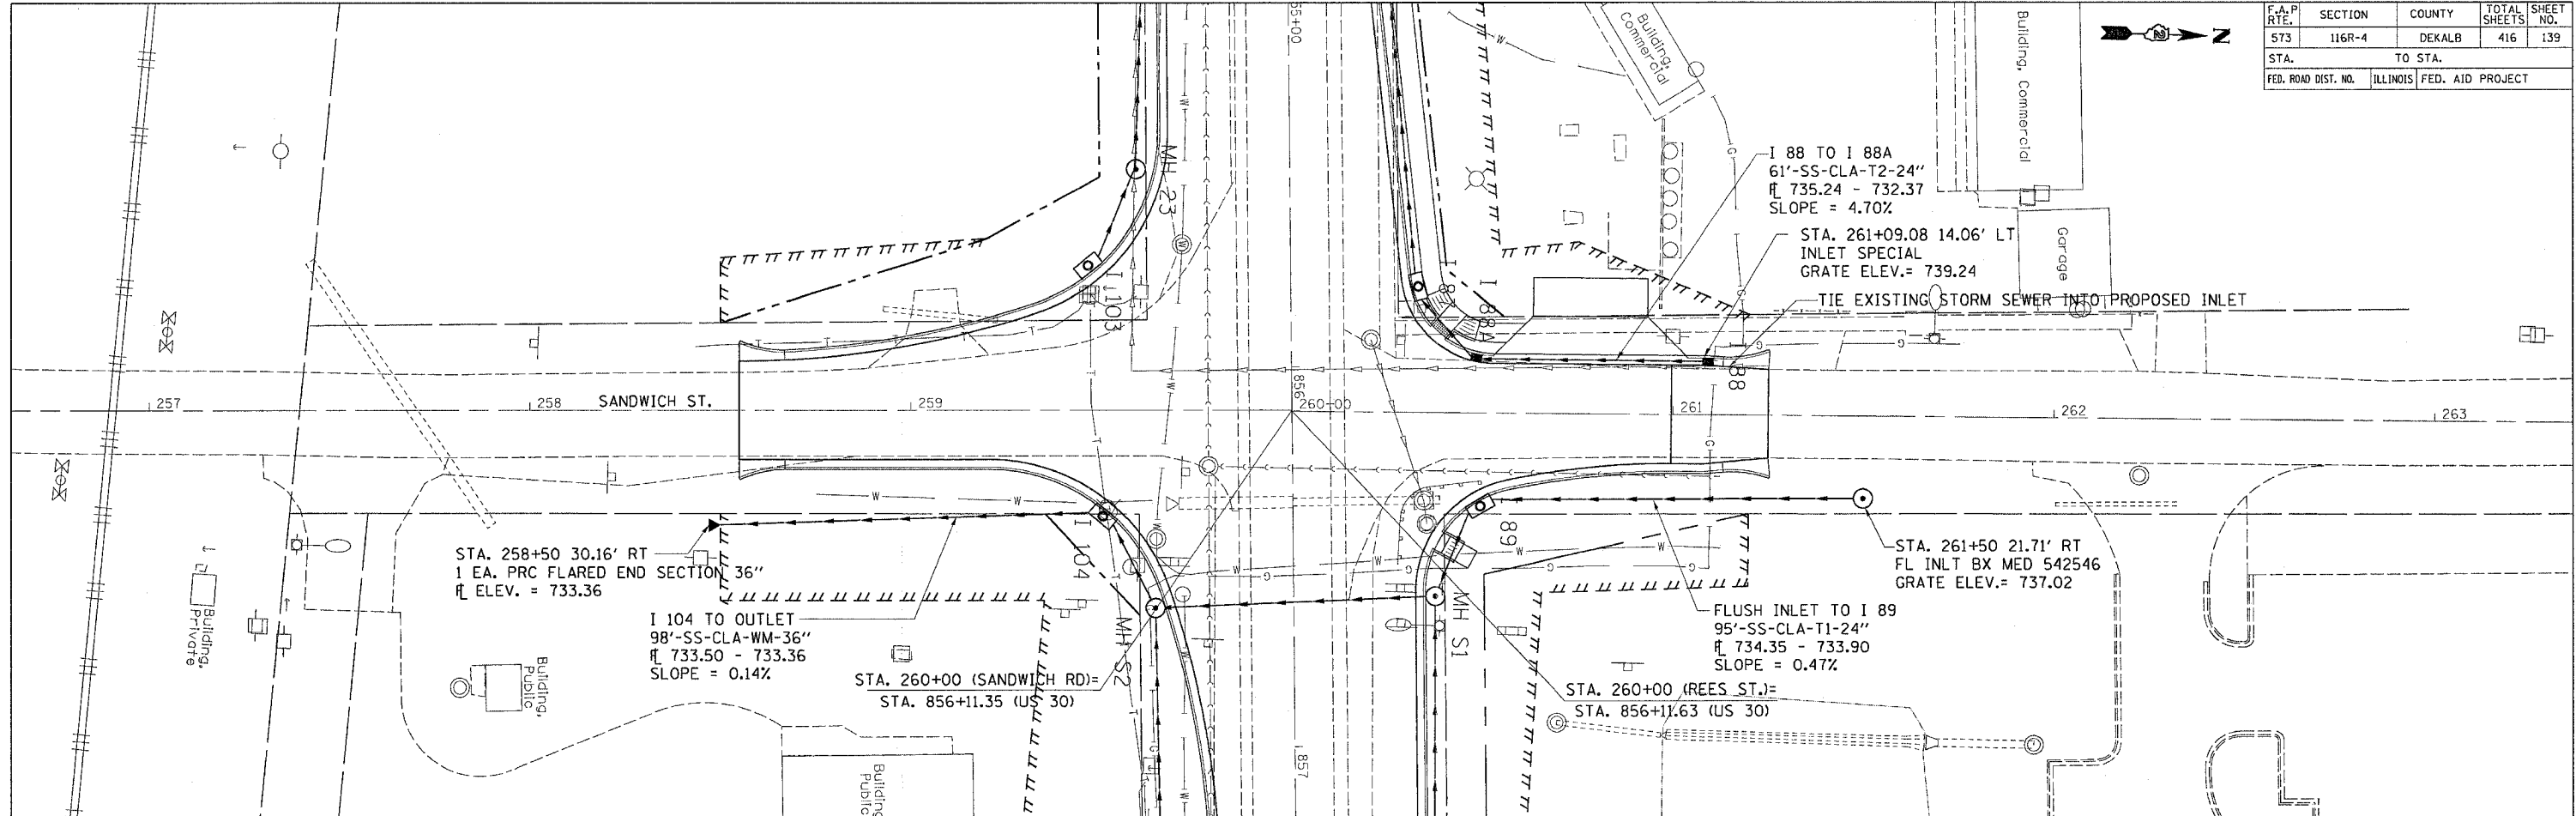 F.A.P RTE. SECTION COUNTY TOTAL SHEETS SHEET NO.
573 116R-4 DEKALB 416 139
STA. TO STA.
FED. ROAD DIST. NO. ILLINOIS FED. AID PROJECT
N
55+00
Building, Commercial
Building, Commercial
Garage
I 88 TO I 88A
61'-SS-CLA-T2-24"
FL 735.24 - 732.37
SLOPE = 4.70%
STA. 261+09.08 14.06' LT
INLET SPECIAL
GRATE ELEV.= 739.24
TIE EXISTING STORM SEWER INTO PROPOSED INLET
MH 23
I 103
I 87
I 88A
I 88
257
258
SANDWICH ST.
259
856
260+00
261
262
263
STA. 258+50 30.16' RT
1 EA. PRC FLARED END SECTION 36"
FL ELEV. = 733.36
I 104
I 104 TO OUTLET
98'-SS-CLA-WM-36"
FL 733.50 - 733.36
SLOPE = 0.14%
MH S2
STA. 260+00 (SANDWICH RD)=
STA. 856+11.35 (US 30)
I 89
MH S1
STA. 261+50 21.71' RT
FL INLT BX MED 542546
GRATE ELEV.= 737.02
FLUSH INLET TO I 89
95'-SS-CLA-T1-24"
FL 734.35 - 733.90
SLOPE = 0.47%
STA. 260+00 (REES ST.)=
STA. 856+11.63 (US 30)
857
Building, Private
Building, Public
Building, Public